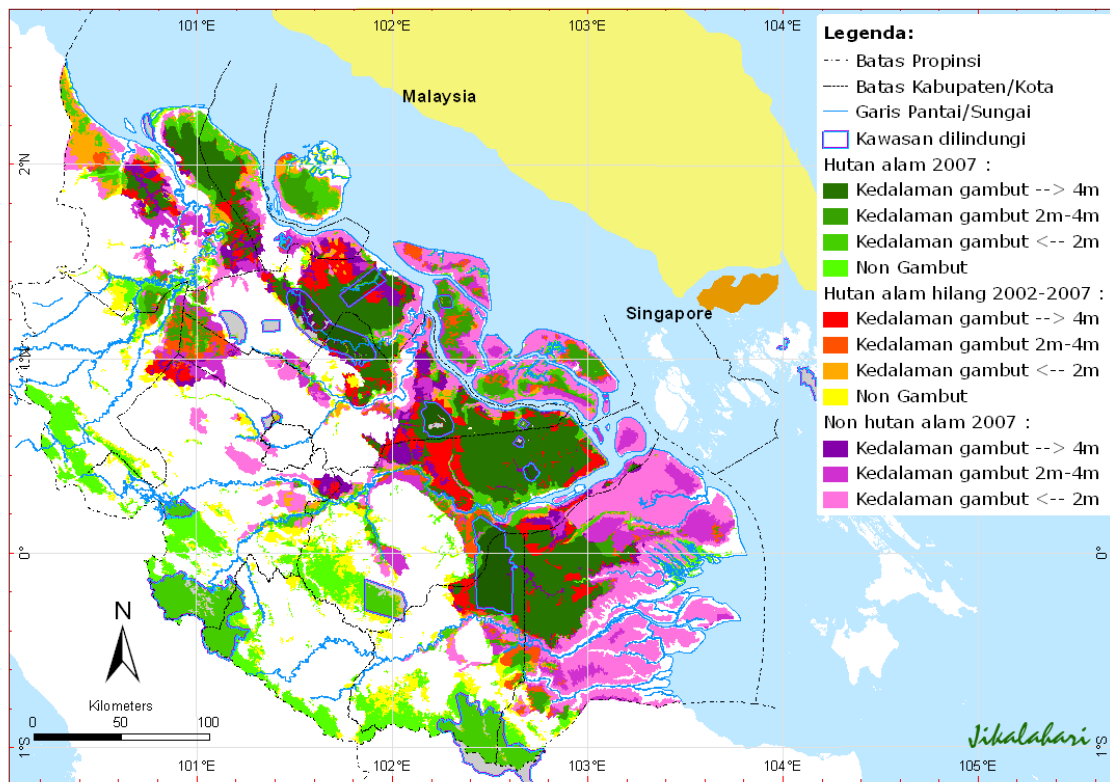 101°E 102°E 103°E 104°E
Malaysia
Singapore
2°N
1°N
0°
0°
1°S
1°S
N
Kilometers
0 50 100
101°E 102°E 103°E 104°E 105°E
Legenda:
Batas Propinsi
Batas Kabupaten/Kota
Garis Pantai/Sungai
Kawasan dilindungi
Hutan alam 2007 :
Kedalaman gambut --> 4m
Kedalaman gambut 2m-4m
Kedalaman gambut <-- 2m
Non Gambut
Hutan alam hilang 2002-2007 :
Kedalaman gambut --> 4m
Kedalaman gambut 2m-4m
Kedalaman gambut <-- 2m
Non Gambut
Non hutan alam 2007 :
Kedalaman gambut --> 4m
Kedalaman gambut 2m-4m
Kedalaman gambut <-- 2m
Jikalahari